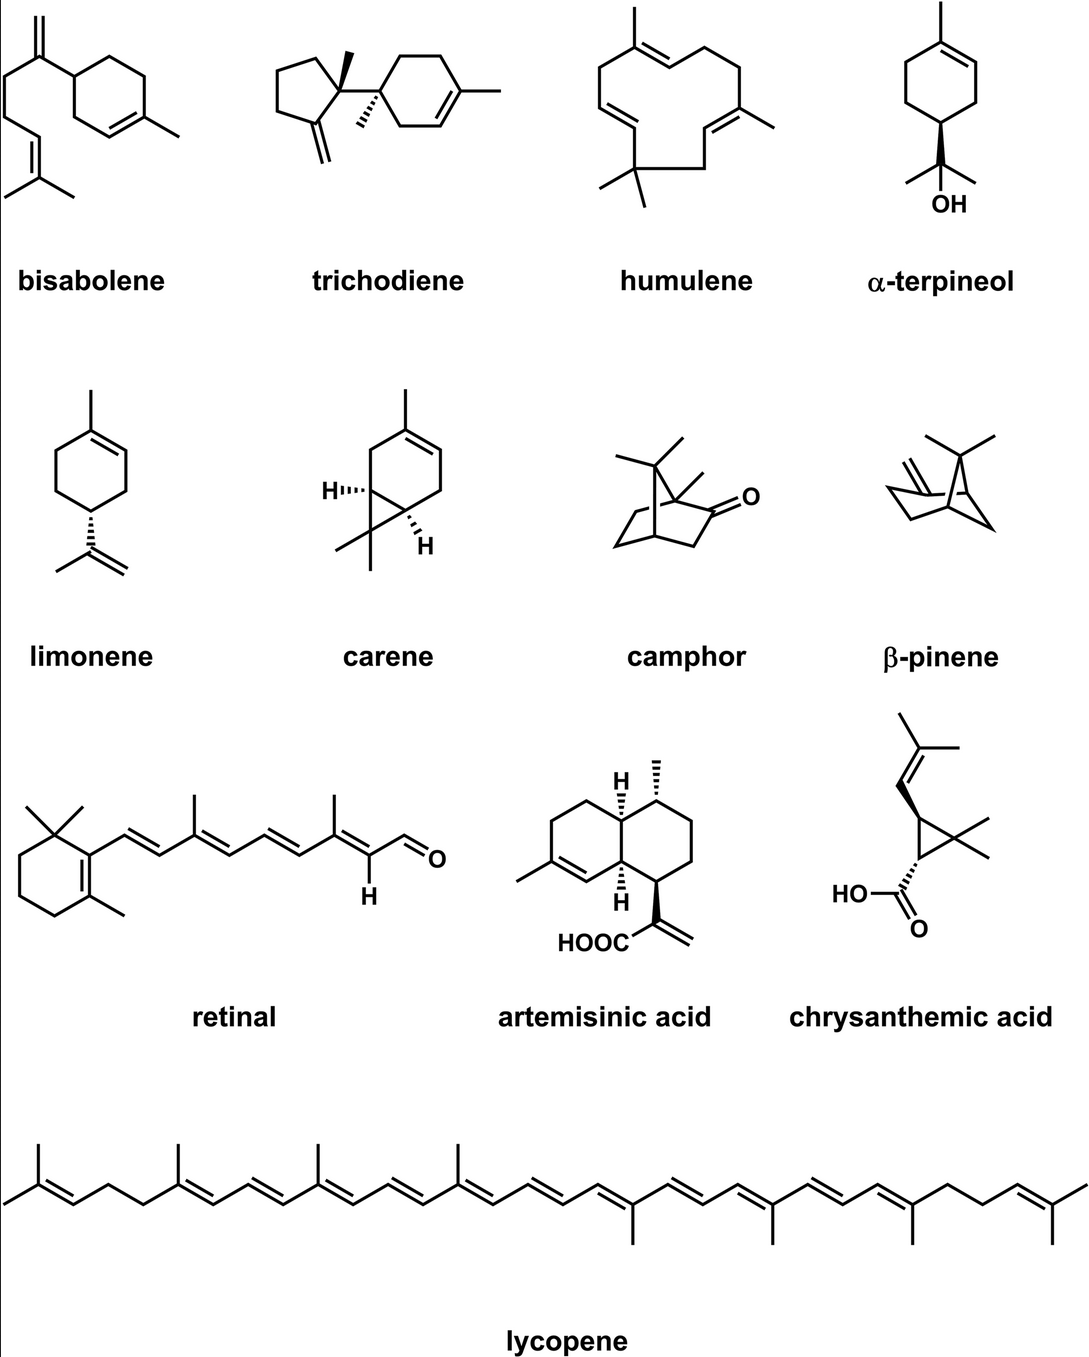 OH
bisabolene trichodiene humulene α-terpineol
H O
H
limonene carene camphor β-pinene
H
O
H
H
HO
O
HOOC
retinal artemisinic acid chrysanthemic acid
lycopene